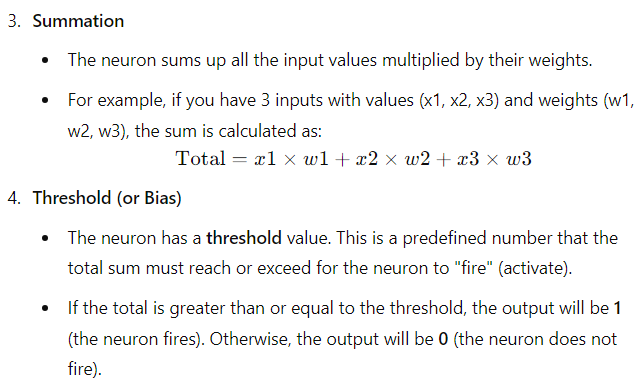 3. Summation
• The neuron sums up all the input values multiplied by their weights.
• For example, if you have 3 inputs with values (x1, x2, x3) and weights (w1,
w2, w3), the sum is calculated as:
Total = x1 × w1 + x2 × w2 + x3 × w3
4. Threshold (or Bias)
• The neuron has a threshold value. This is a predefined number that the
total sum must reach or exceed for the neuron to "fire" (activate).
• If the total is greater than or equal to the threshold, the output will be 1
(the neuron fires). Otherwise, the output will be 0 (the neuron does not
fire).